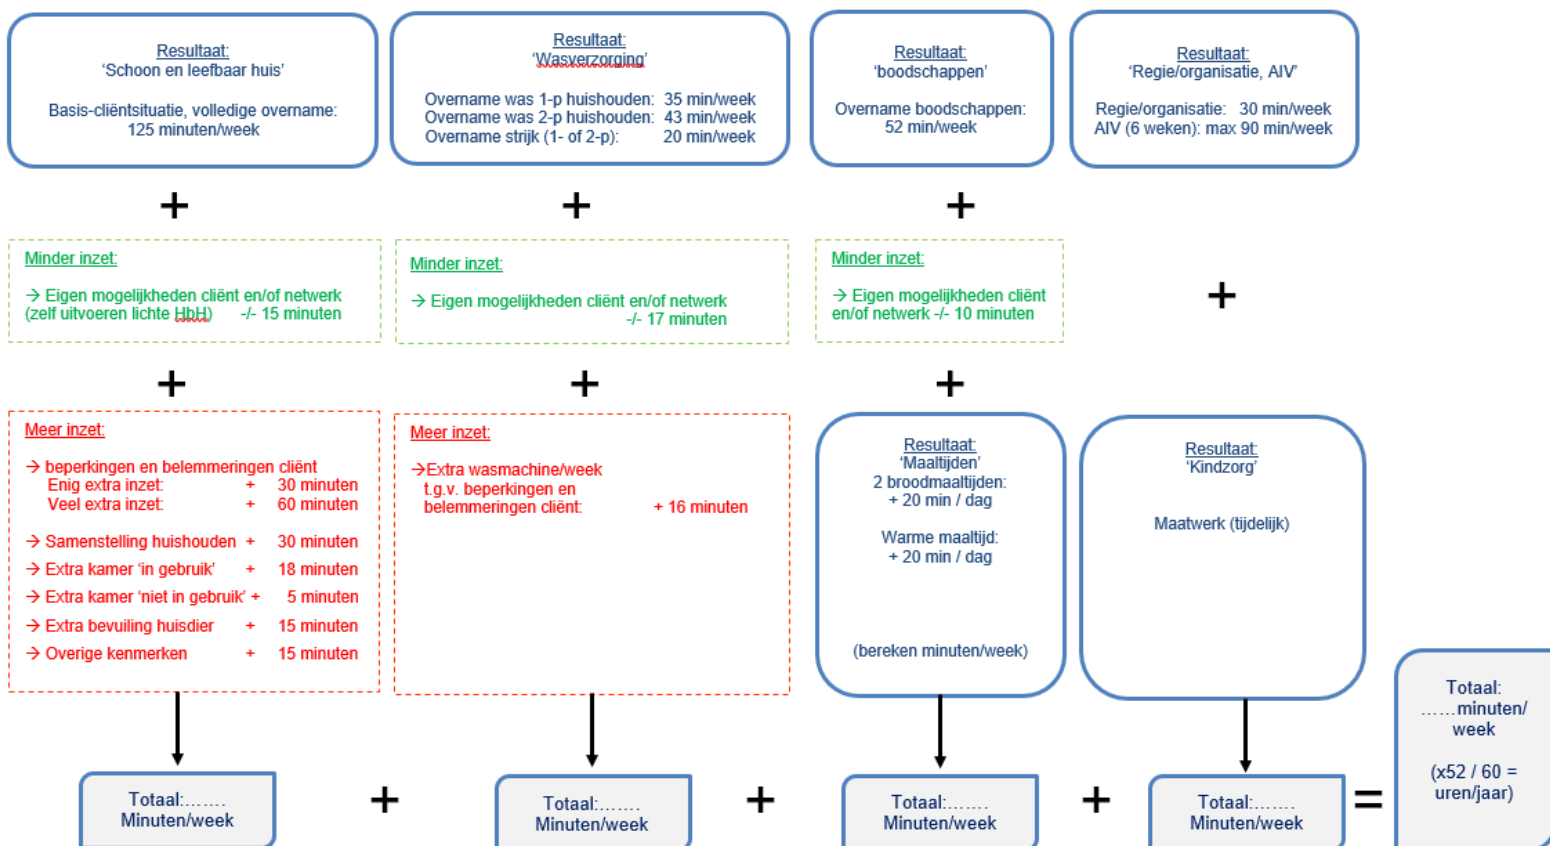 Resultaat:
‘Schoon en leefbaar huis’
Basis-cliëntsituatie, volledige overname:
125 minuten/week
Resultaat:
‘Wasverzorging’
Overname was 1-p huishouden: 35 min/week
Overname was 2-p huishouden: 43 min/week
Overname strijk (1- of 2-p): 20 min/week
Resultaat:
‘boodschappen’
Overname boodschappen:
52 min/week
Resultaat:
‘Regie/organisatie, AIV’
Regie/organisatie: 30 min/week
AIV (6 weken): max 90 min/week
+
+
+
Minder inzet:
→ Eigen mogelijkheden cliënt en/of netwerk
(zelf uitvoeren lichte HbH) -/- 15 minuten
Minder inzet:
→ Eigen mogelijkheden cliënt en/of netwerk
-/- 17 minuten
Minder inzet:
→ Eigen mogelijkheden cliënt
en/of netwerk -/- 10 minuten
+
+
+
+
Meer inzet:
→ beperkingen en belemmeringen cliënt
Enig extra inzet: + 30 minuten
Veel extra inzet: + 60 minuten
→ Samenstelling huishouden + 30 minuten
→ Extra kamer ‘in gebruik’ + 18 minuten
→ Extra kamer ‘niet in gebruik’ + 5 minuten
→ Extra bevuiling huisdier + 15 minuten
→ Overige kenmerken + 15 minuten
Meer inzet:
→Extra wasmachine/week
t.g.v. beperkingen en
belemmeringen cliënt: + 16 minuten
Resultaat:
‘Maaltijden’
2 broodmaaltijden:
+ 20 min / dag
Warme maaltijd:
+ 20 min / dag
(bereken minuten/week)
Resultaat:
‘Kindzorg’
Maatwerk (tijdelijk)
Totaal:.......
Minuten/week
+
Totaal:.......
Minuten/week
+
Totaal:.......
Minuten/week
+
Totaal:.......
Minuten/week
=
Totaal:
……minuten/
week
(x52 / 60 =
uren/jaar)